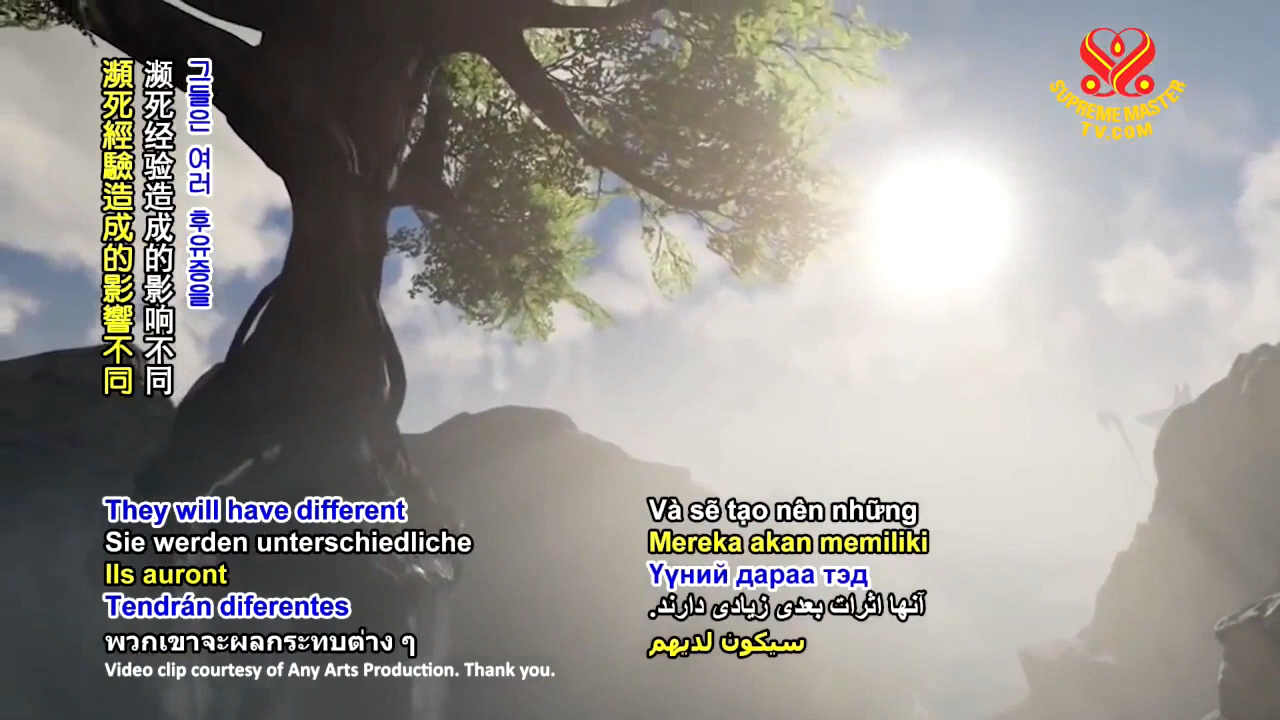 瀕死經驗造成的影響不同
濒死经验造成的影响不同
그들은 여러 후유증을
SUPREME MASTER
TV.COM
They will have different
Sie werden unterschiedliche
Ils auront
Tendrán diferentes
พวกเขาจะผลกระทบต่าง ๆ
Video clip courtesy of Any Arts Production. Thank you.
Và sẽ tạo nên những
Mereka akan memiliki
Үүний дараа тэд
آنها اثرات بعدی زیادی دارند.
سيكون لديهم